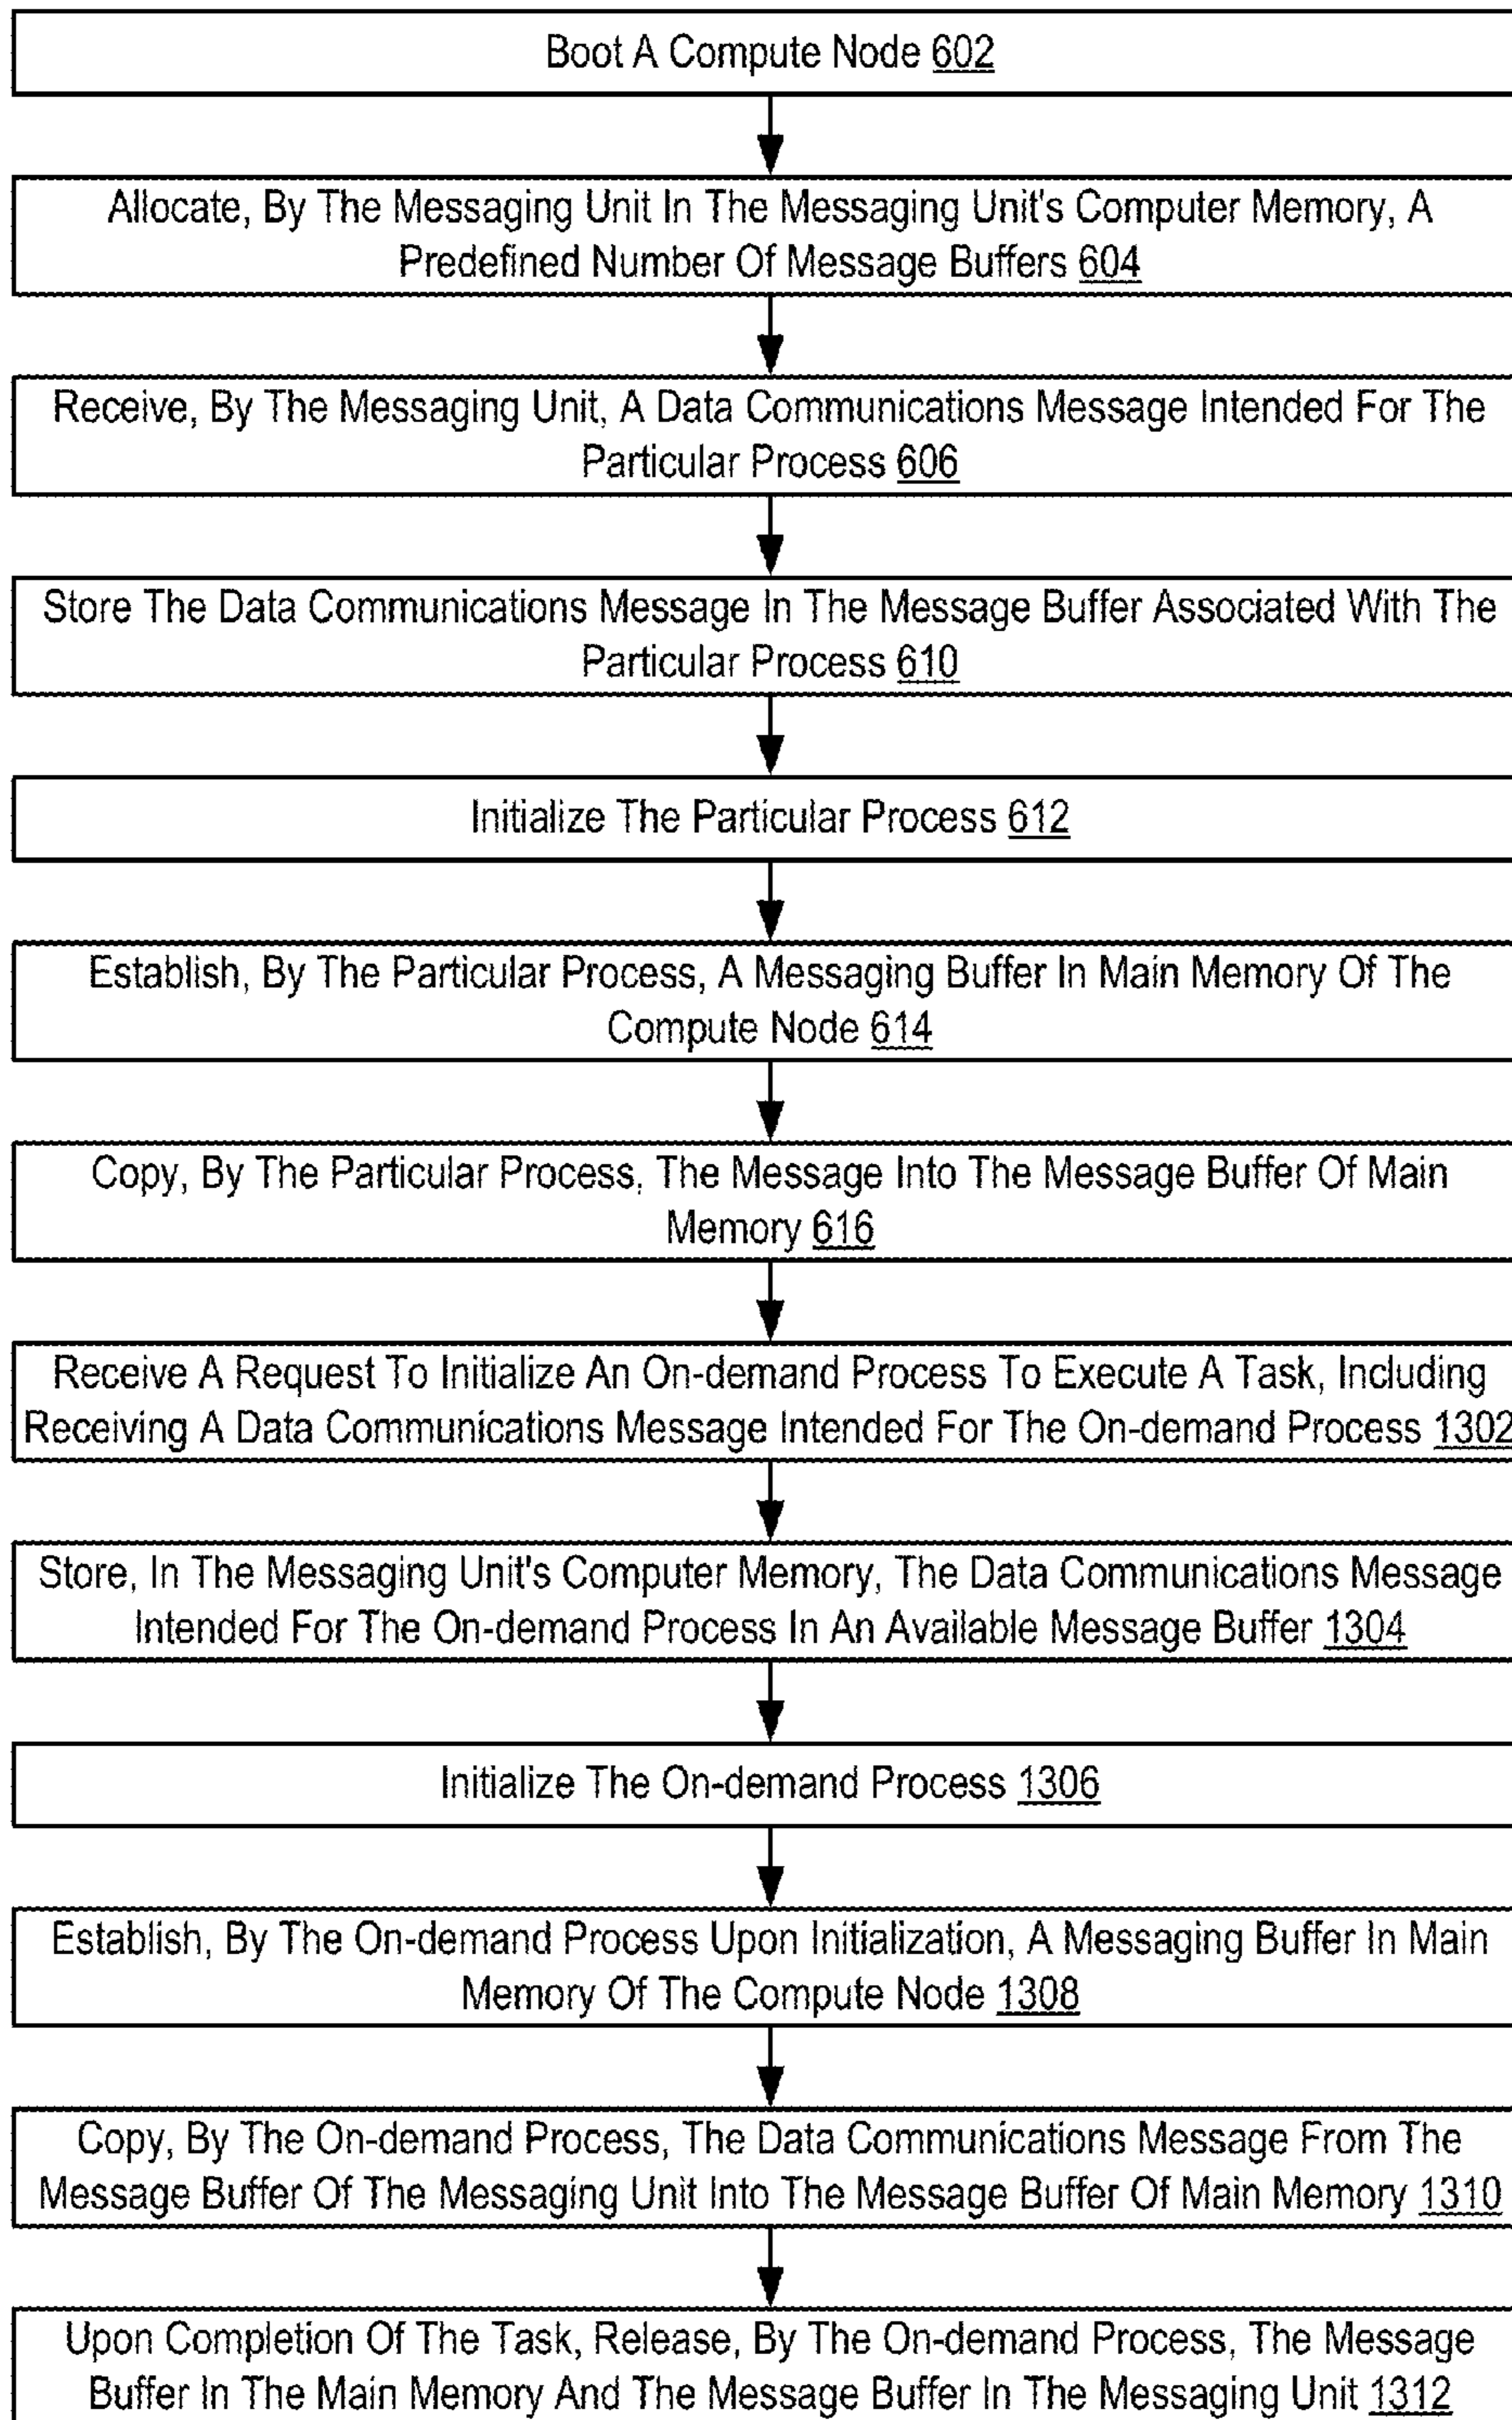 Boot A Compute Node 602
Allocate, By The Messaging Unit In The Messaging Unit's Computer Memory, A
Predefined Number Of Message Buffers 604
Receive, By The Messaging Unit, A Data Communications Message Intended For The
Particular Process 606
Store The Data Communications Message In The Message Buffer Associated With The
Particular Process 610
Initialize The Particular Process 612
Establish, By The Particular Process, A Messaging Buffer In Main Memory Of The
Compute Node 614
Copy, By The Particular Process, The Message Into The Message Buffer Of Main
Memory 616
Receive A Request To Initialize An On-demand Process To Execute A Task, Including
Receiving A Data Communications Message Intended For The On-demand Process 1302
Store, In The Messaging Unit's Computer Memory, The Data Communications Message
Intended For The On-demand Process In An Available Message Buffer 1304
Initialize The On-demand Process 1306
Establish, By The On-demand Process Upon Initialization, A Messaging Buffer In Main
Memory Of The Compute Node 1308
Copy, By The On-demand Process, The Data Communications Message From The
Message Buffer Of The Messaging Unit Into The Message Buffer Of Main Memory 1310
Upon Completion Of The Task, Release, By The On-demand Process, The Message
Buffer In The Main Memory And The Message Buffer In The Messaging Unit 1312